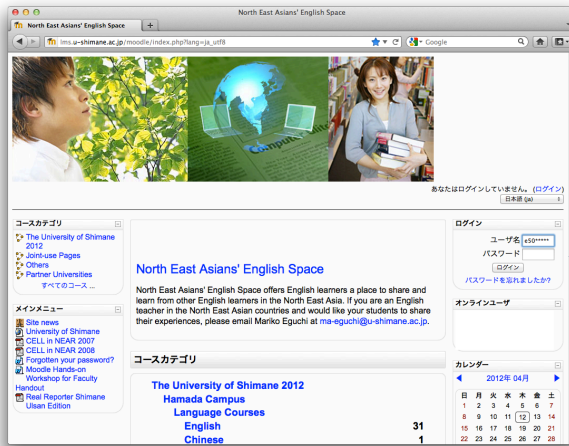 North East Asians' English Space
North East Asians' English Space
lms.u-shimane.ac.jp/moodle/index.php?lang=ja_utf8
Google
あなたはログインしていません。 (ログイン)
日本語 (ja)
コースカテゴリ
The University of Shimane
2012
Joint-use Pages
Others
Partner Universities
すべてのコース ...
メインメニュー
Site news
University of Shimane
CELL in NEAR 2007
CELL in NEAR 2008
Forgotten your password?
Moodle Hands-on
Workshop for Faculty
Handout
Real Reporter Shimane
Ulsan Edition
North East Asians' English Space
North East Asians' English Space offers English learners a place to share and
learn from other English learners in the North East Asia. If you are an English
teacher in the North East Asian countries and would like your students to share
their experiences, please email Mariko Eguchi at ma-eguchi@u-shimane.ac.jp.
コースカテゴリ
The University of Shimane 2012
Hamada Campus
Language Courses
English 31
Chinese 1
ログイン
ユーザ名 e50*****
パスワード
ログイン
パスワードを忘れましたか?
オンラインユーザ
カレンダー
2012年 04月
日 月 火 水 木 金 土
1 2 3 4 5 6 7
8 9 10 11 12 13 14
15 16 17 18 19 20 21
22 23 24 25 26 27 28